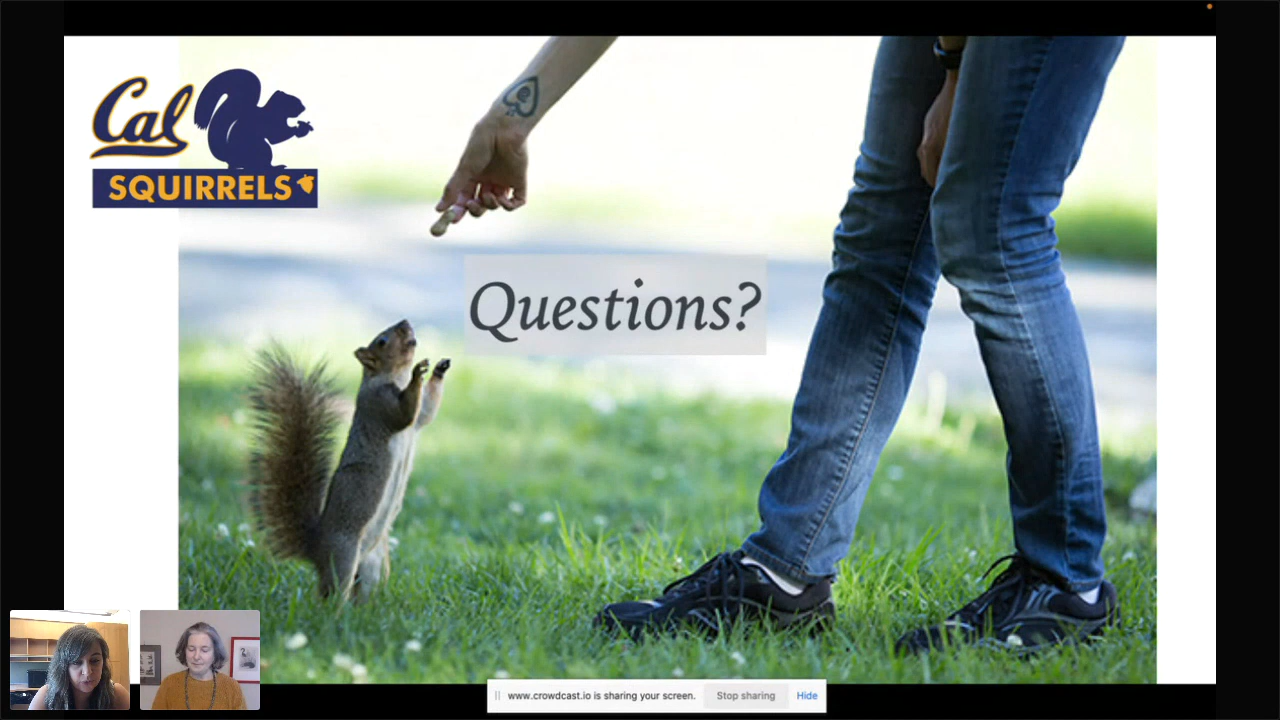 Cal
SQUIRRELS
Questions?
www.crowdcast.io is sharing your screen.
Stop sharing
Hide